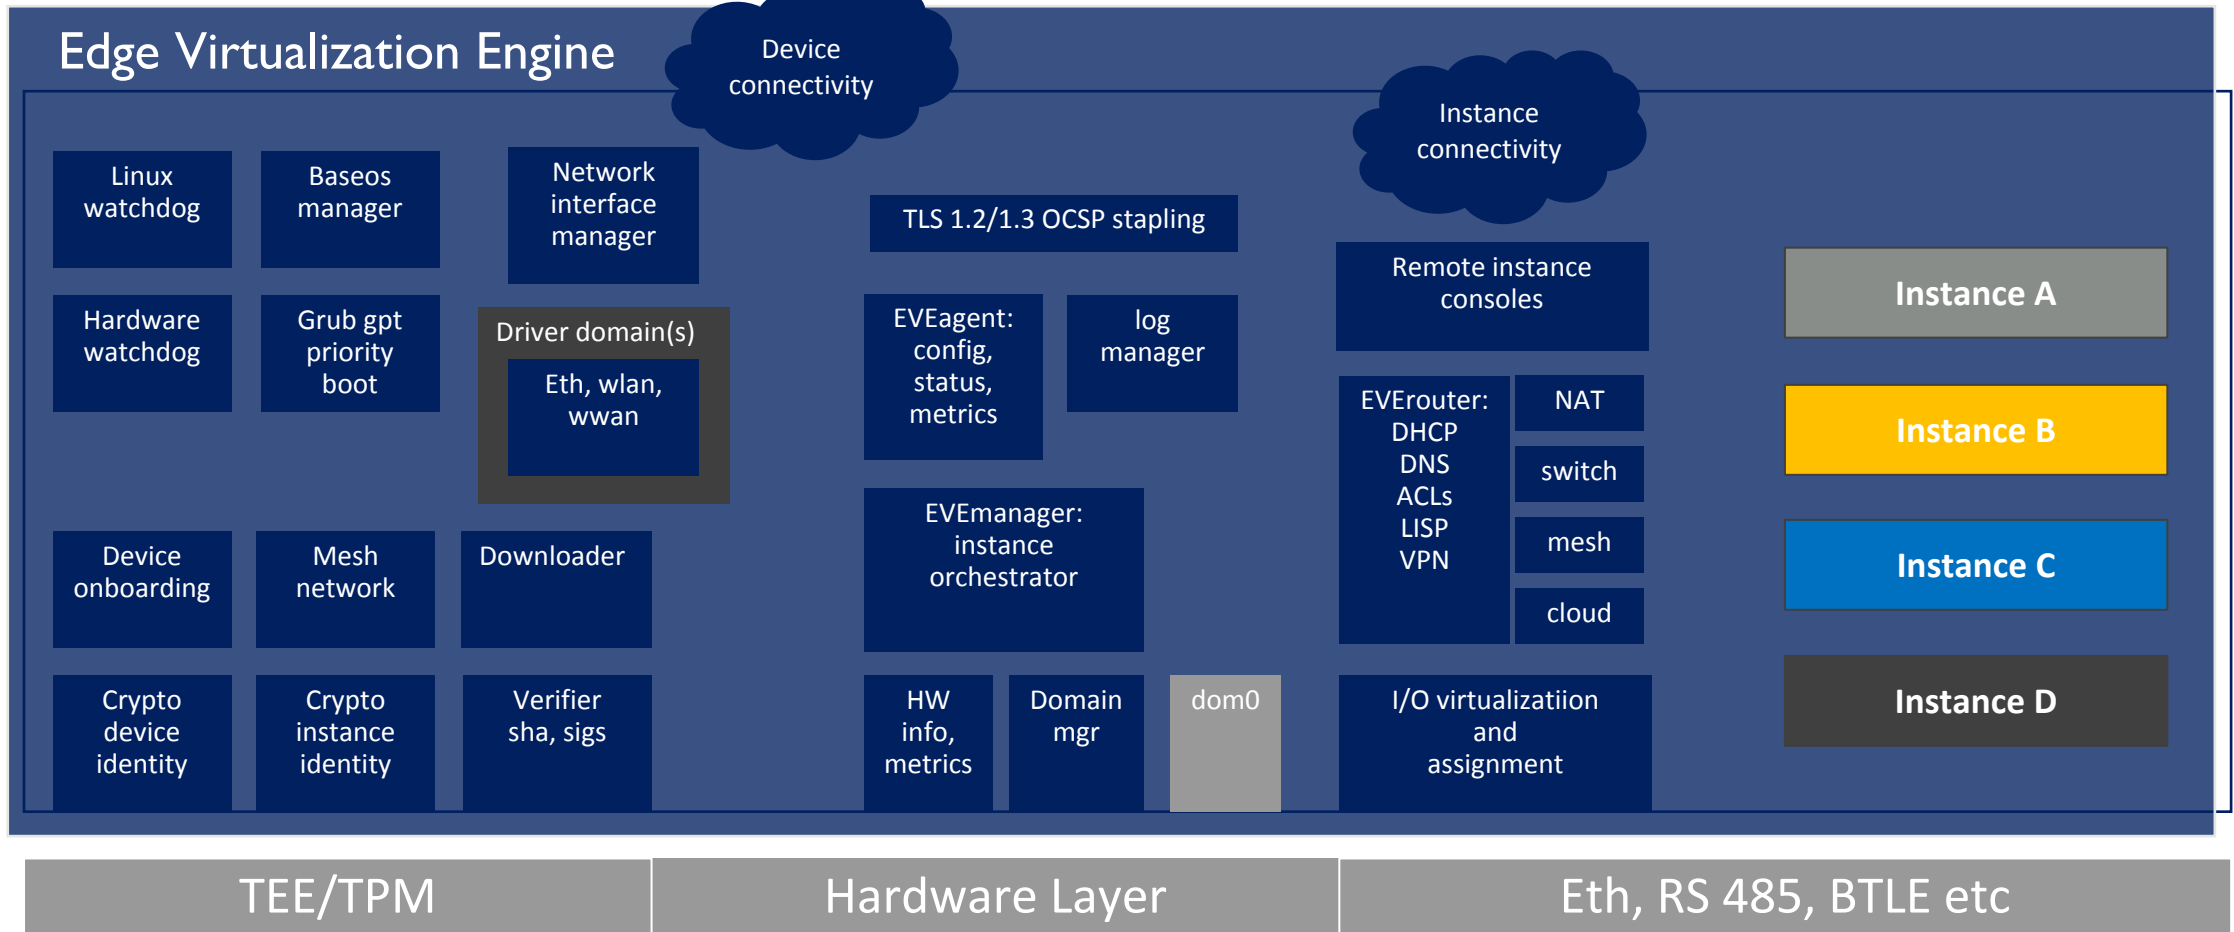 Edge Virtualization Engine
Device
connectivity
Instance
connectivity
Linux
watchdog
Baseos
manager
Network
interface
manager
TLS 1.2/1.3 OCSP stapling
Remote instance
consoles
Instance A
Hardware
watchdog
Grub gpt
priority
boot
Driver domain(s)
Eth, wlan,
wwan
EVEagent:
config,
status,
metrics
log
manager
EVErouter:
DHCP
DNS
ACLs
LISP
VPN
NAT
switch
mesh
cloud
Instance B
Device
onboarding
Mesh
network
Downloader
EVEmanager:
instance
orchestrator
Instance C
Crypto
device
identity
Crypto
instance
identity
Verifier
sha, sigs
HW
info,
metrics
Domain
mgr
dom0
I/O virtualizatiion
and
assignment
Instance D
TEE/TPM
Hardware Layer
Eth, RS 485, BTLE etc